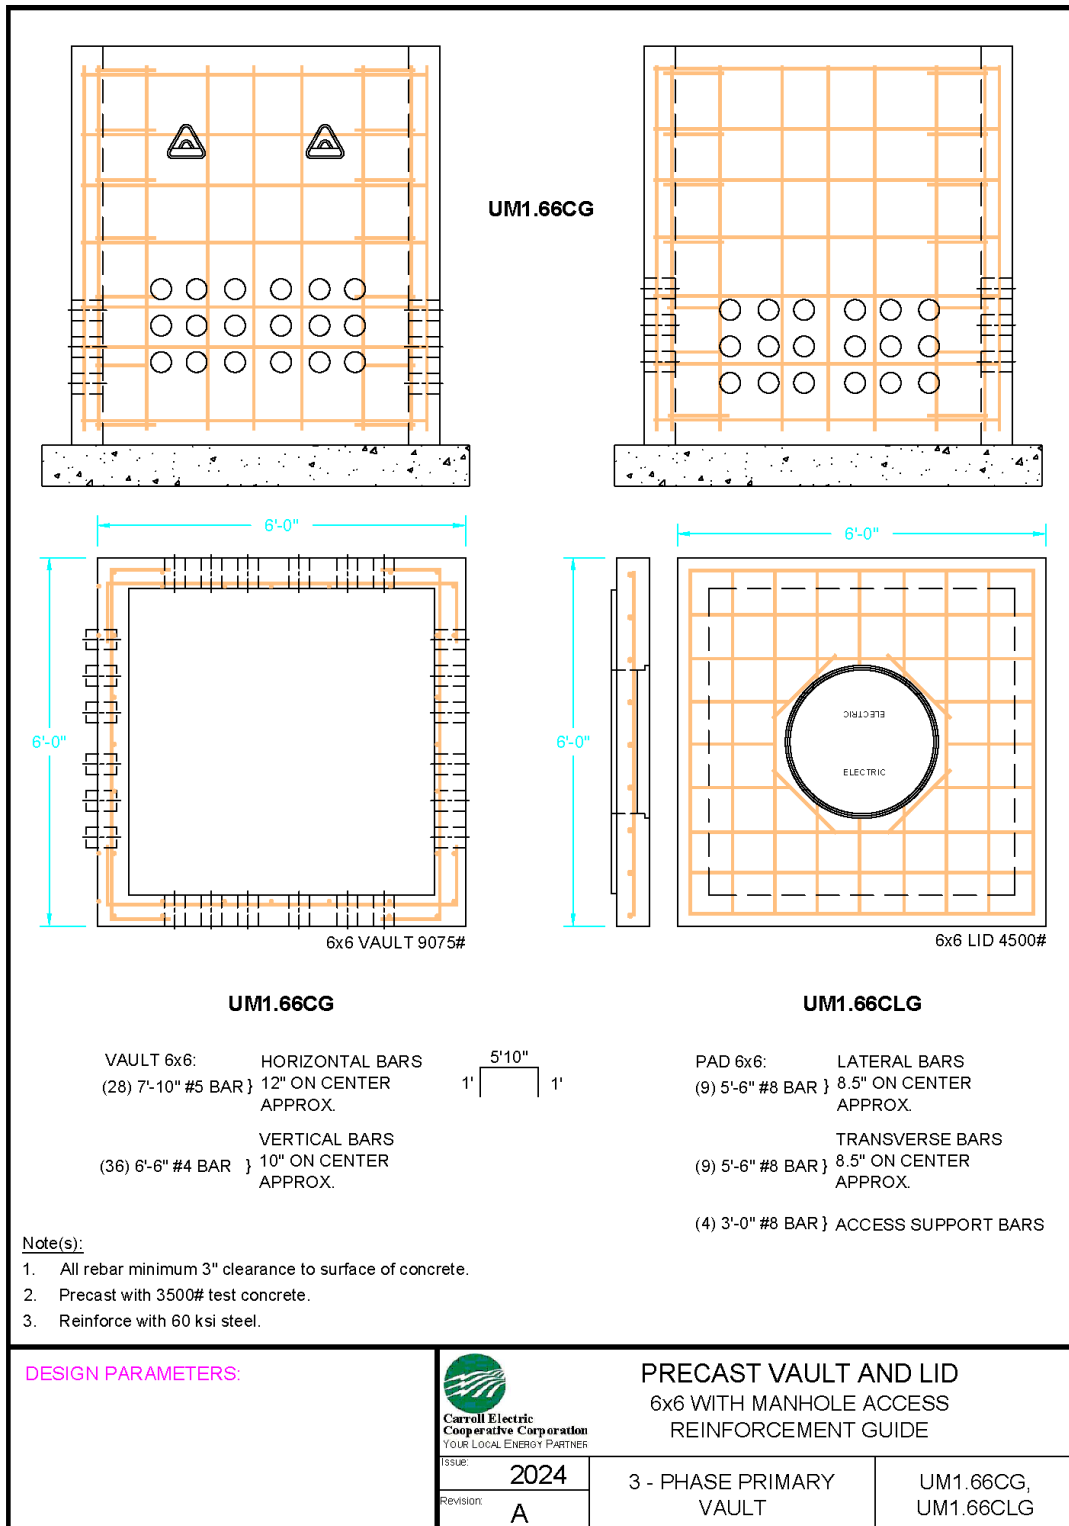 UM1.66CG
6'-0"
6'-0"
6'-0"
6'-0"
ELECTRIC
ELECTRIC
6x6 VAULT 9075#
6x6 LID 4500#
UM1.66CG
VAULT 6x6:
(28) 7'-10" #5 BAR }
HORIZONTAL BARS
12" ON CENTER
APPROX.
5'10"
1'
1'
(36) 6'-6" #4 BAR }
VERTICAL BARS
10" ON CENTER
APPROX.
UM1.66CLG
PAD 6x6:
(9) 5'-6" #8 BAR }
LATERAL BARS
8.5" ON CENTER
APPROX.
(9) 5'-6" #8 BAR }
TRANSVERSE BARS
8.5" ON CENTER
APPROX.
(4) 3'-0" #8 BAR } ACCESS SUPPORT BARS
Note(s):
1. All rebar minimum 3" clearance to surface of concrete.
2. Precast with 3500# test concrete.
3. Reinforce with 60 ksi steel.
DESIGN PARAMETERS:
Carroll Electric
Cooperative Corporation
YOUR LOCAL ENERGY PARTNER
PRECAST VAULT AND LID
6x6 WITH MANHOLE ACCESS
REINFORCEMENT GUIDE
Issue:
2024
Revision:
A
3 - PHASE PRIMARY
VAULT
UM1.66CG,
UM1.66CLG